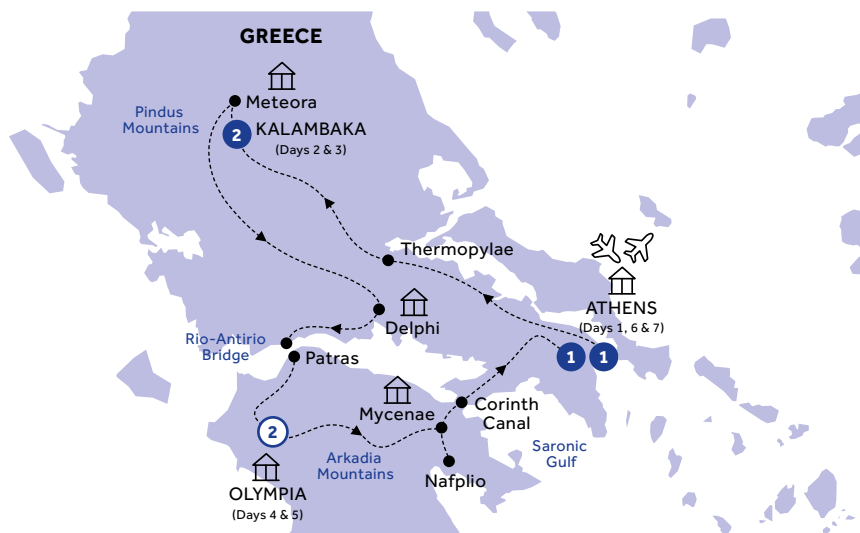 GREECE
Meteora
Pindus
Mountains
2
KALAMBAKA
(Days 2 & 3)
Thermopylae
ATHENS
(Days 1, 6 & 7)
Delphi
Rio-Antirio
Bridge
Patras
1
1
Mycenae
Corinth
Canal
2
Arkadia
Mountains
Saronic
Gulf
Nafplio
OLYMPIA
(Days 4 & 5)